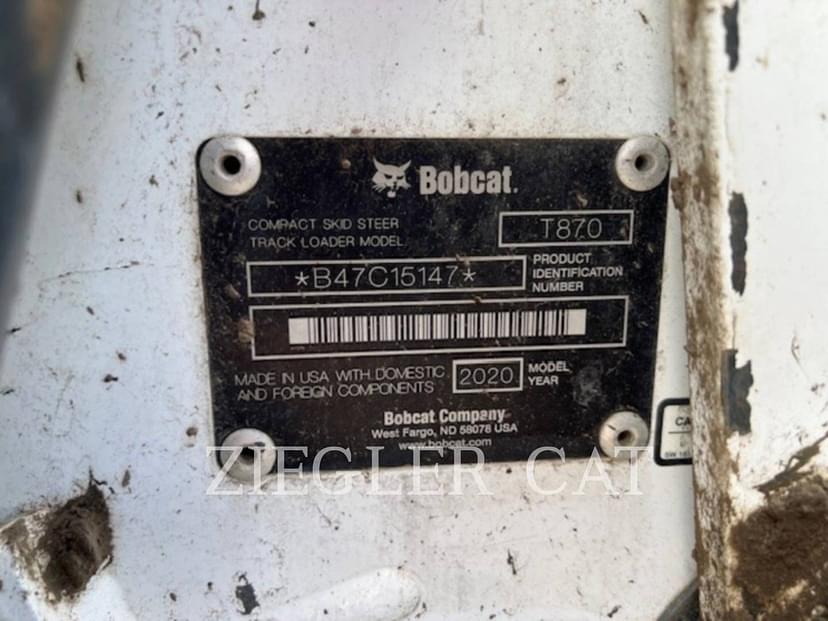 Bobcat.
COMPACT SKID STEER
TRACK LOADER MODEL
T870
*B47C15147*
PRODUCT
IDENTIFICATION
NUMBER
MADE IN USA WITH DOMESTIC
AND FOREIGN COMPONENTS
2020
MODEL
YEAR
Bobcat Company
West Fargo, ND 58078 USA
www.bobcat.com
ZIEGLER CAT
CA